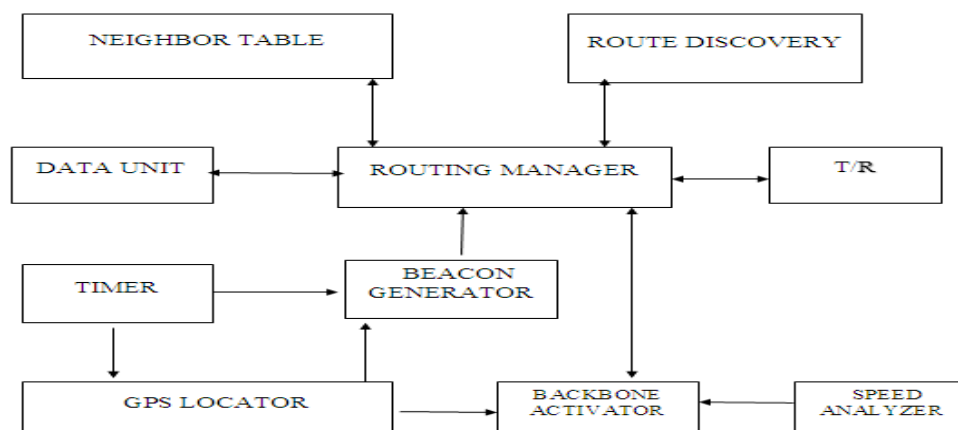 NEIGHBOR TABLE
ROUTE DISCOVERY
DATA UNIT
ROUTING MANAGER
T/R
TIMER
BEACON
GENERATOR
GPS LOCATOR
BACKBONE
ACTIVATOR
SPEED
ANALYZER